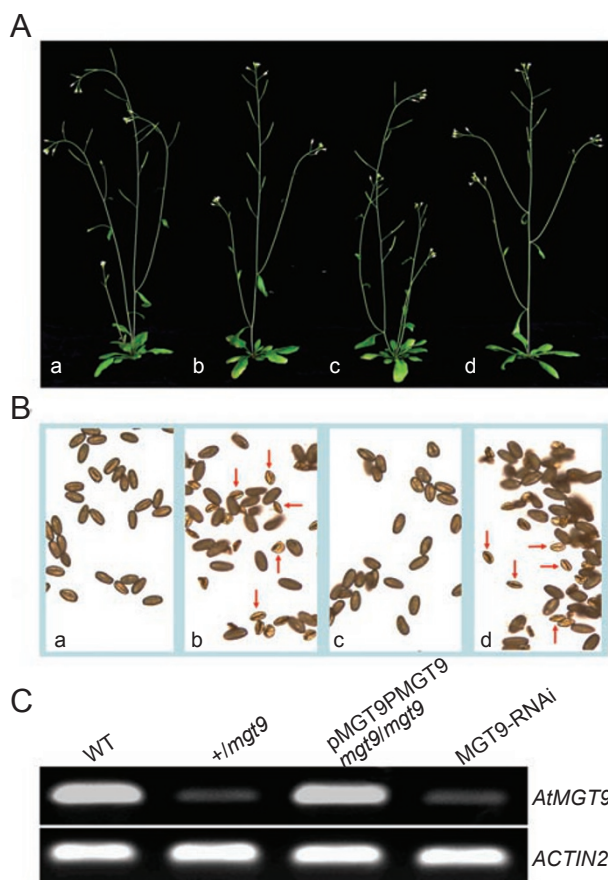 A
a b c d
B
a b c d
C
WT +/mgt9 pMGT9PMGT9 mgt9/mgt9 MGT9-RNAi
AtMGT9
ACTIN2